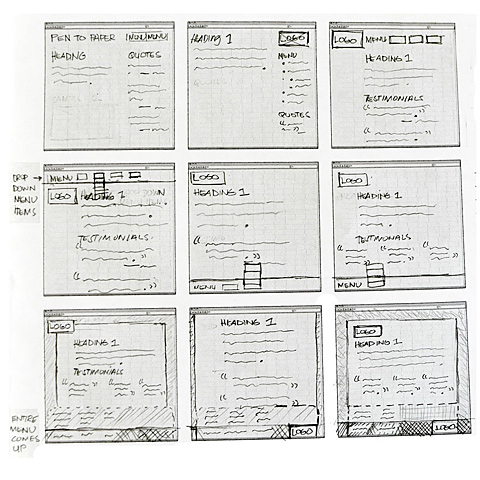 PEN TO PAPER
MENU MENU
HEADING
QUOTES
HEADING 1
LOGO
MENU
QUOTES
LOGO
MENU
HEADING 1
TESTIMONIALS
DROP
DOWN
MENU
ITEMS
MENU
LOGO
HEADING 1
DOWN
TESTIMONIALS
LOGO
HEADING 1
MENU
LOGO
HEADING 1
TESTIMONALS
MENU
LOGO
HEADING 1
TESTIMONIALS
HEADING 1
LOGO
LOGO
HEADING 1
LOGO
ENTIRE
MENU
COMES
UP